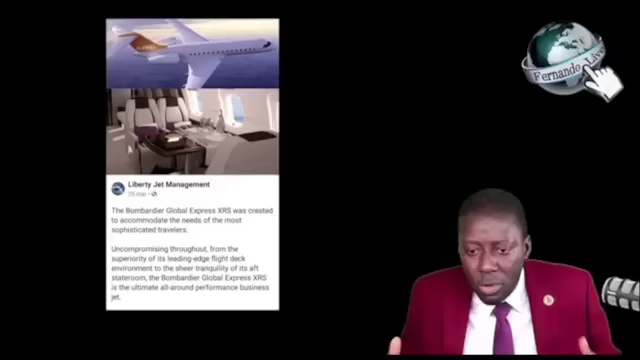 Fernando Live
Liberty Jet Management
The Bombardier Global Express XRS was created
to accommodate the needs of the most
sophisticated travelers.
Uncompromising throughout, from the
superiority of its leading-edge flight deck
environment to the sheer tranquility of its aft
stateroom, the Bombardier Global Express XRS
is the ultimate all-around performance business
jet.